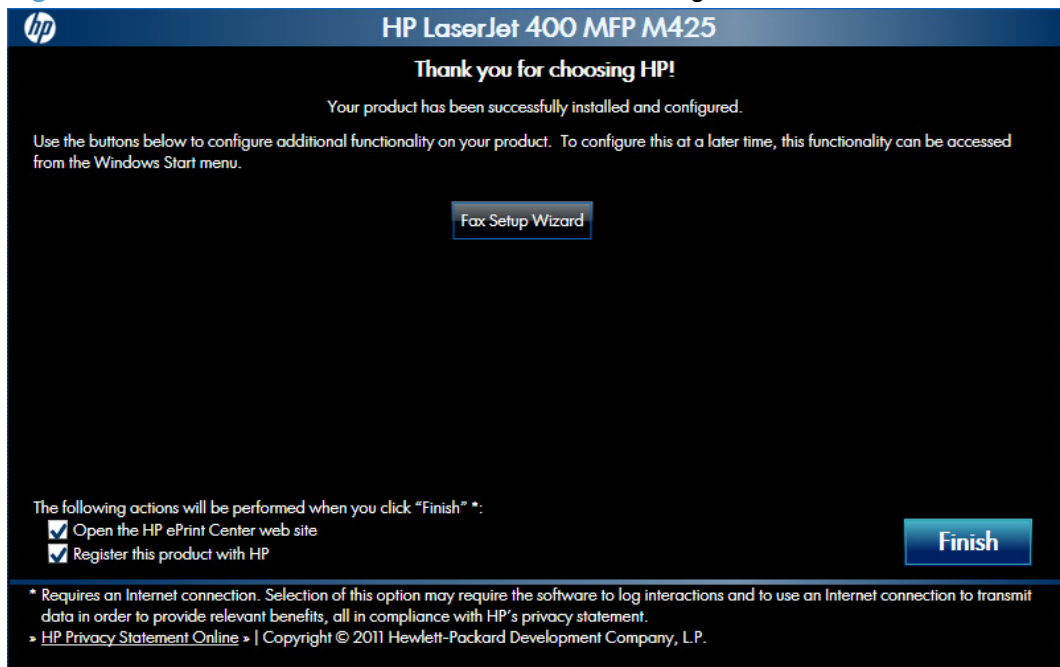 hp
HP LaserJet 400 MFP M425
Thank you for choosing HP!
Your product has been successfully installed and configured.
Use the buttons below to configure additional functionality on your product. To configure this at a later time, this functionality can be accessed
from the Windows Start menu.
Fax Setup Wizard
The following actions will be performed when you click “Finish” *:
Open the HP ePrint Center web site
Register this product with HP
Finish
* Requires an Internet connection. Selection of this option may require the software to log interactions and to use an Internet connection to transmit
data in order to provide relevant benefits, all in compliance with HP's privacy statement.
» HP Privacy Statement Online » | Copyright © 2011 Hewlett-Packard Development Company, L.P.